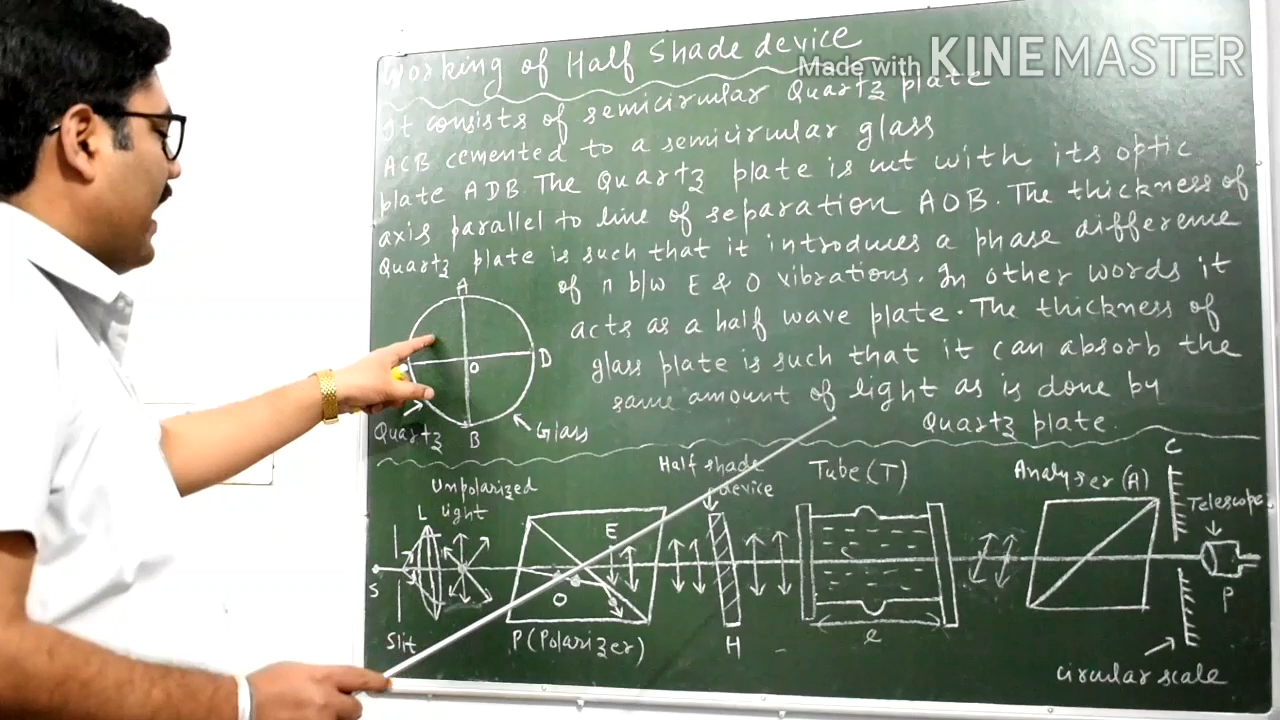 Working of Half Shade device
Made with KINEMASTER
It consists of semicirular Quartz plate
ACB cemented to a semicirular glass
plate ADB. The Quartz plate is cut with its optic
axis parallel to line of separation AOB. The thickness of
Quartz plate is such that it introduces a phase difference
of π b/w E & O vibrations. In other words it
acts as a half wave plate. The thickness of
glass plate is such that it can absorb the
same amount of light as is done by
Quartz plate.
A
D
O
B
Quartz
Glass
Unpolarized
light
L
S
Slit
E
O
P (Polarizer)
Half shade
device
H
Tube (T)
l
Analyser (A)
C
Telescope
P
circular scale